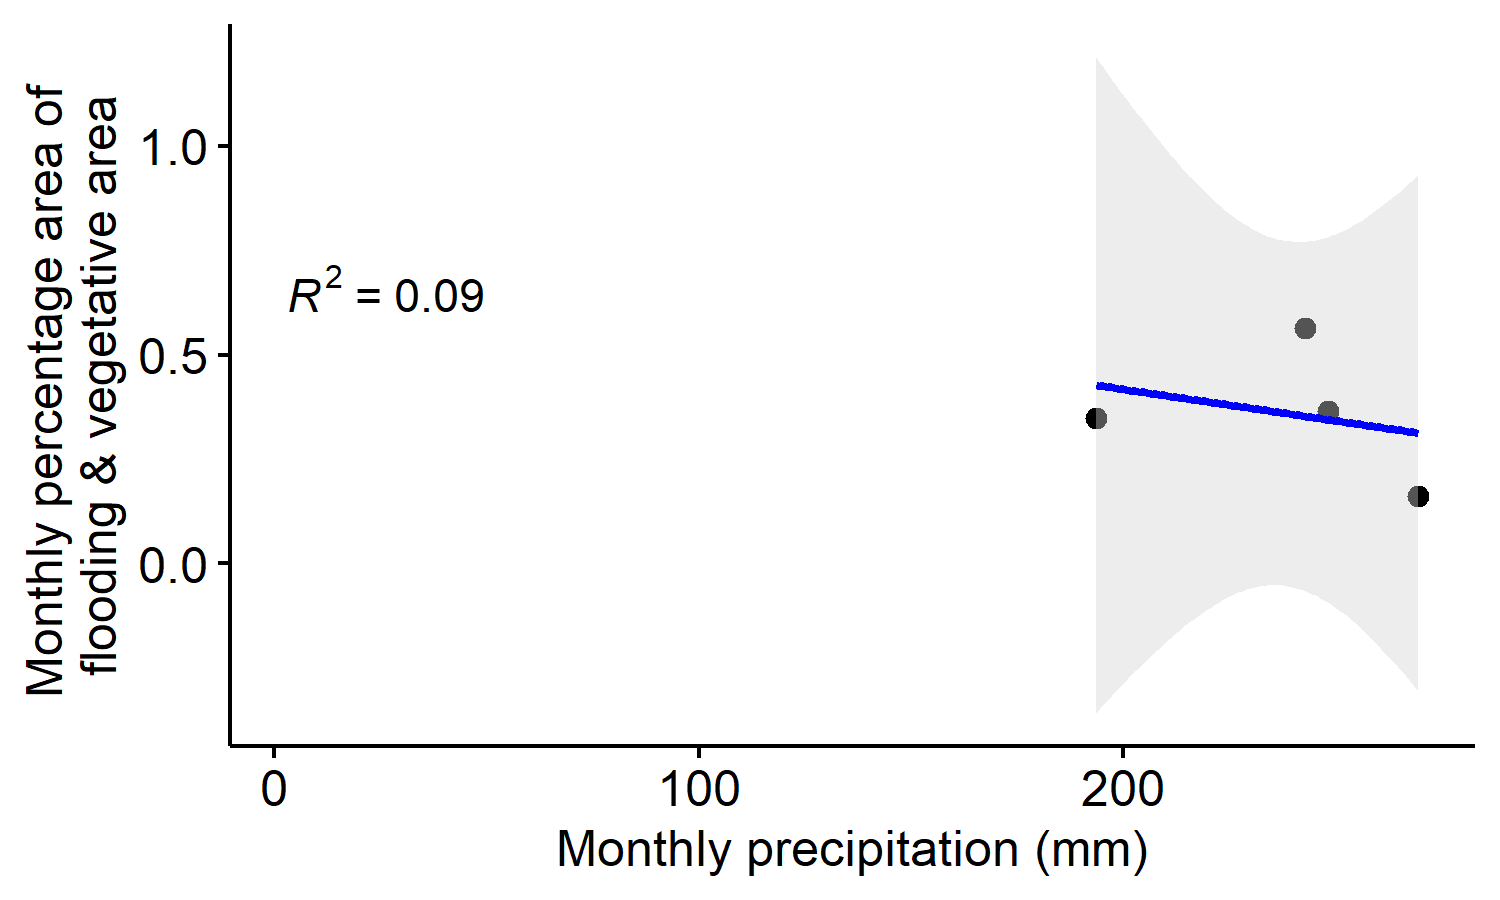 Monthly percentage area of
flooding & vegetative area
1.0
0.5
0.0
R² = 0.09
0 100 200
Monthly precipitation (mm)